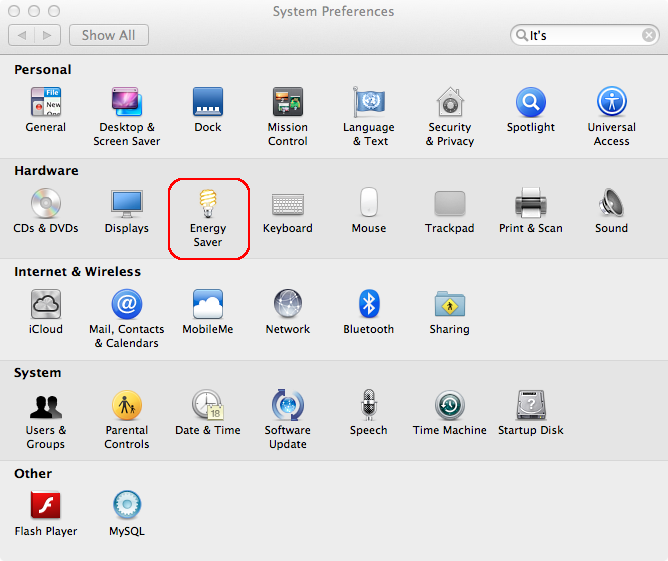 System Preferences
Show All
It's
Personal
File
New
General
Desktop &
Screen Saver
Dock
Mission
Control
Language
& Text
Security
& Privacy
Spotlight
Universal
Access
Hardware
CDs & DVDs
Displays
Energy
Saver
Keyboard
Mouse
Trackpad
Print & Scan
Sound
Internet & Wireless
iCloud
Mail, Contacts
& Calendars
MobileMe
Network
Bluetooth
Sharing
System
Users &
Groups
Parental
Controls
18
Date & Time
Software
Update
Speech
Time Machine
?
Startup Disk
Other
Flash Player
MySQL